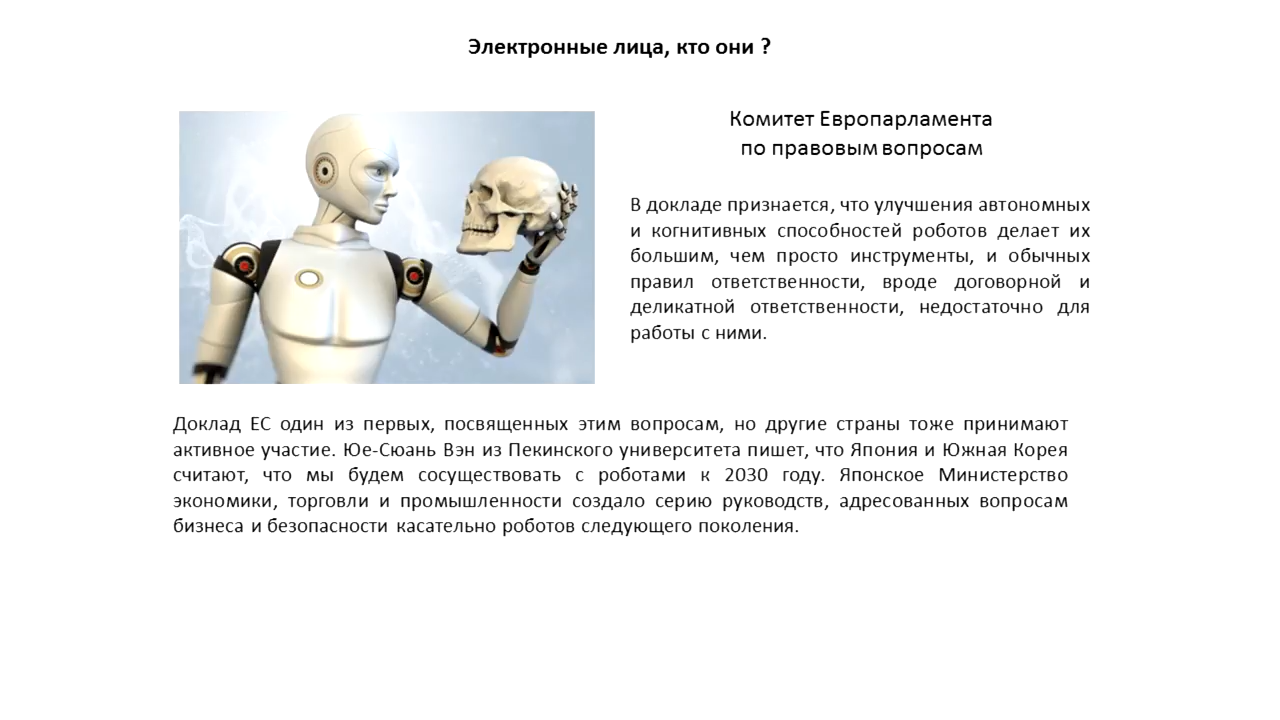 Электронные лица, кто они ?
Комитет Европарламента
по правовым вопросам
В докладе признается, что улучшения автономных
и когнитивных способностей роботов делает их
большим, чем просто инструменты, и обычных
правил ответственности, вроде договорной и
деликатной ответственности, недостаточно для
работы с ними.
Доклад ЕС один из первых, посвященных этим вопросам, но другие страны тоже принимают
активное участие. Юе-Сюань Вэн из Пекинского университета пишет, что Япония и Южная Корея
считают, что мы будем сосуществовать с роботами к 2030 году. Японское Министерство
экономики, торговли и промышленности создало серию руководств, адресованных вопросам
бизнеса и безопасности касательно роботов следующего поколения.